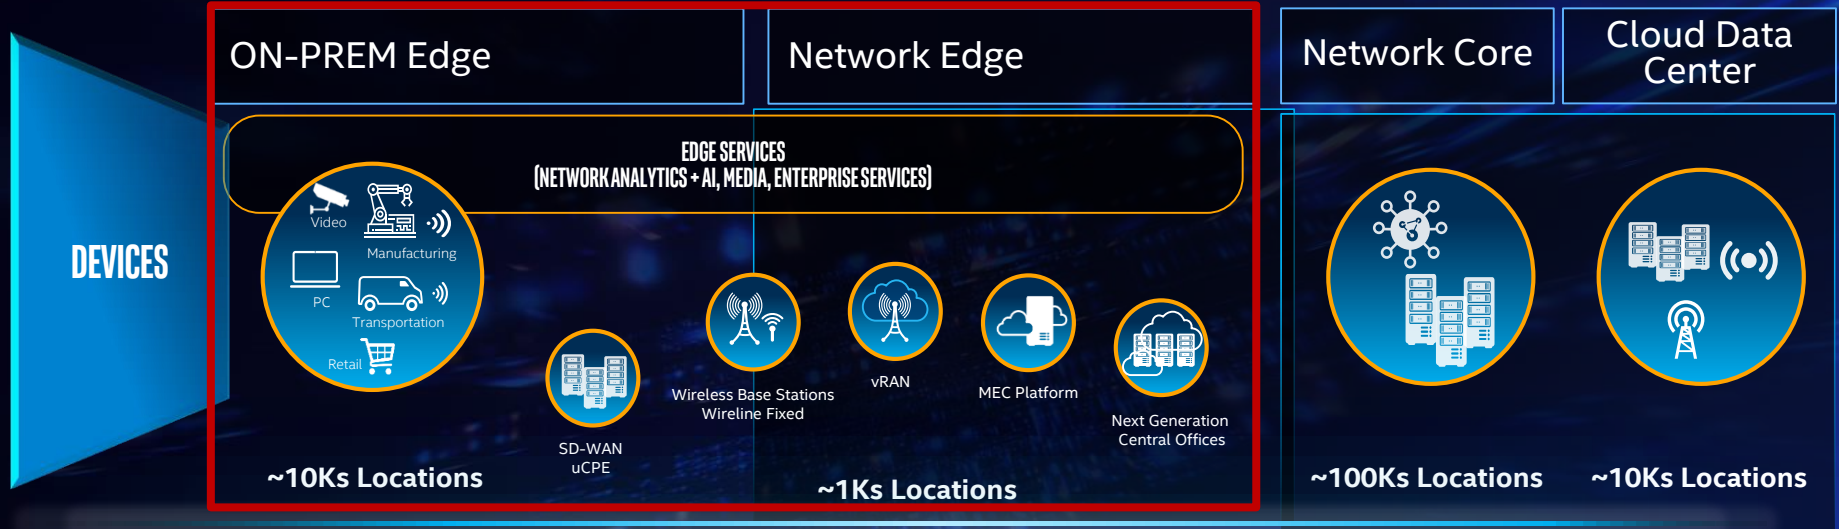 ON-PREM Edge
Network Edge
Network Core
Cloud Data
Center
EDGE SERVICES
(NETWORK ANALYTICS + AI, MEDIA, ENTERPRISE SERVICES)
DEVICES
Video
Manufacturing
PC
Transportation
Retail
SD-WAN
uCPE
Wireless Base Stations
Wireline Fixed
vRAN
MEC Platform
Next Generation
Central Offices
~10Ks Locations
~1Ks Locations
~100Ks Locations
~10Ks Locations